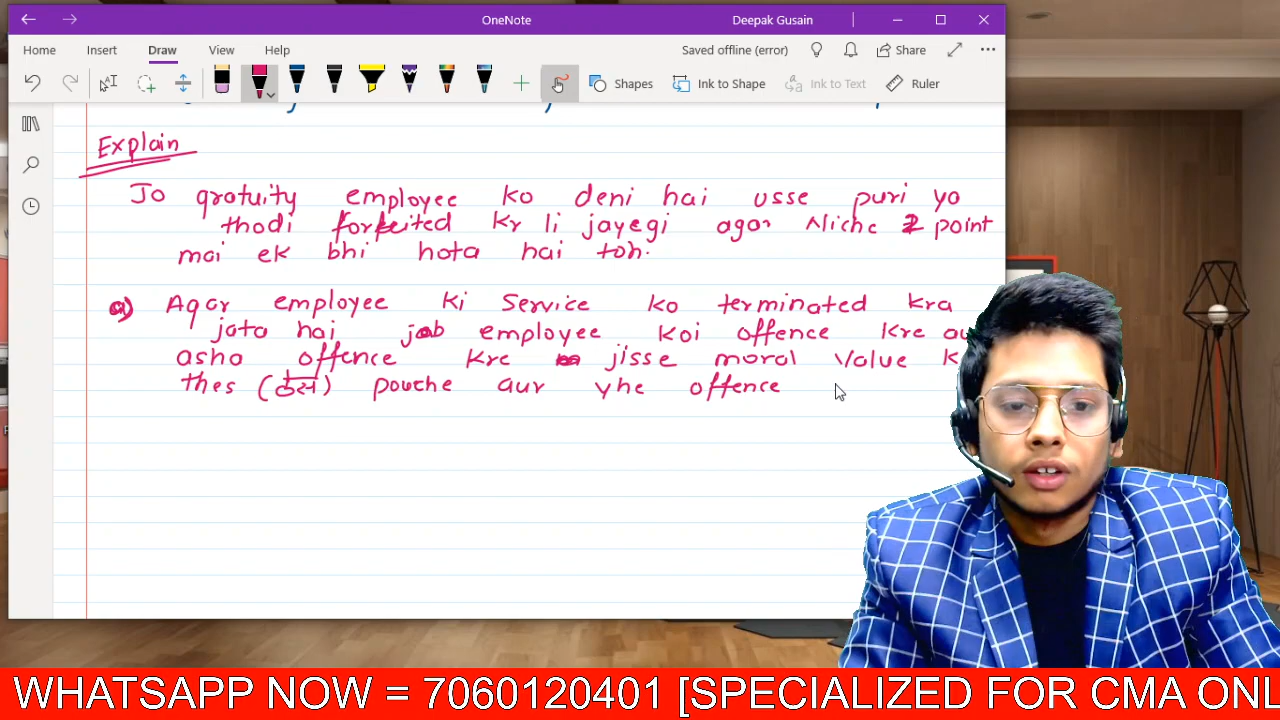 OneNote
Deepak Gusain
Home Insert Draw View Help
Saved offline (error)
Share
Shapes
Ink to Shape
Ink to Text
Ruler
Explain
Jo gratuity employee ko deni hai usse puri ya
thodi forfeited kr li jayegi agar Niche 2 point
mai ek bhi hota hai toh.
a) Agar employee ki Service ko terminated kra
jata hai jab employee koi offence kre au
asha offence kre jisse moral value k
thes (ठेस) pouche aur yhe offence
WHATSAPP NOW = 7060120401 [SPECIALIZED FOR CMA ONL